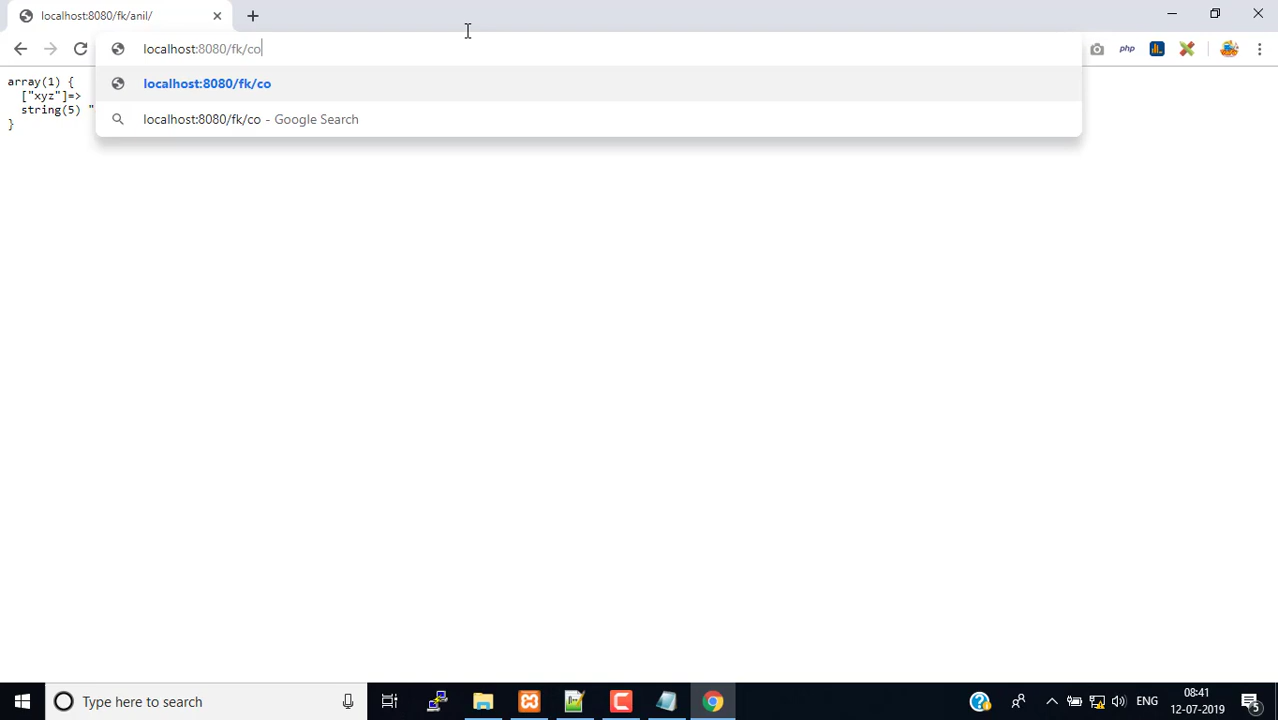 localhost:8080/fk/anil/
localhost:8080/fk/co
php
localhost:8080/fk/co
localhost:8080/fk/co - Google Search
array(1) {
["xyz"]=>
string(5) "
}
Type here to search
ENG
08:41
12-07-2019
5